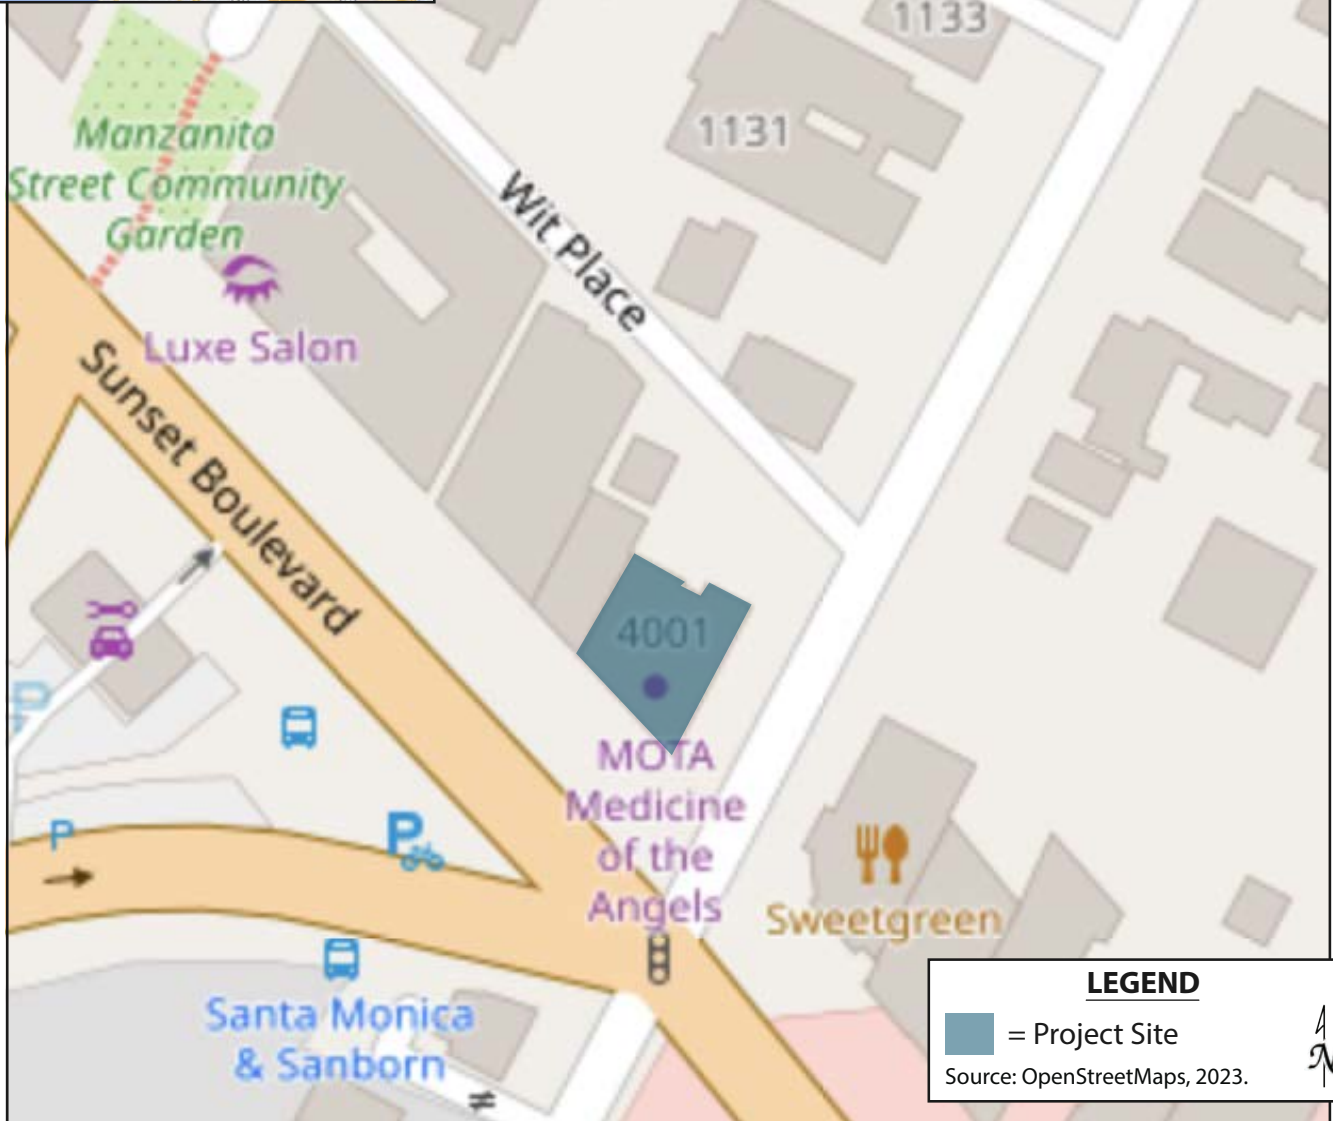 1133
1131
Manzanita
Street Community
Garden
Wit Place
Luxe Salon
Sunset Boulevard
4001
P
MOTA
Medicine
of the
Angels
P
P
Sweetgreen
Santa Monica
& Sanborn
LEGEND
= Project Site
Source: OpenStreetMaps, 2023.
N